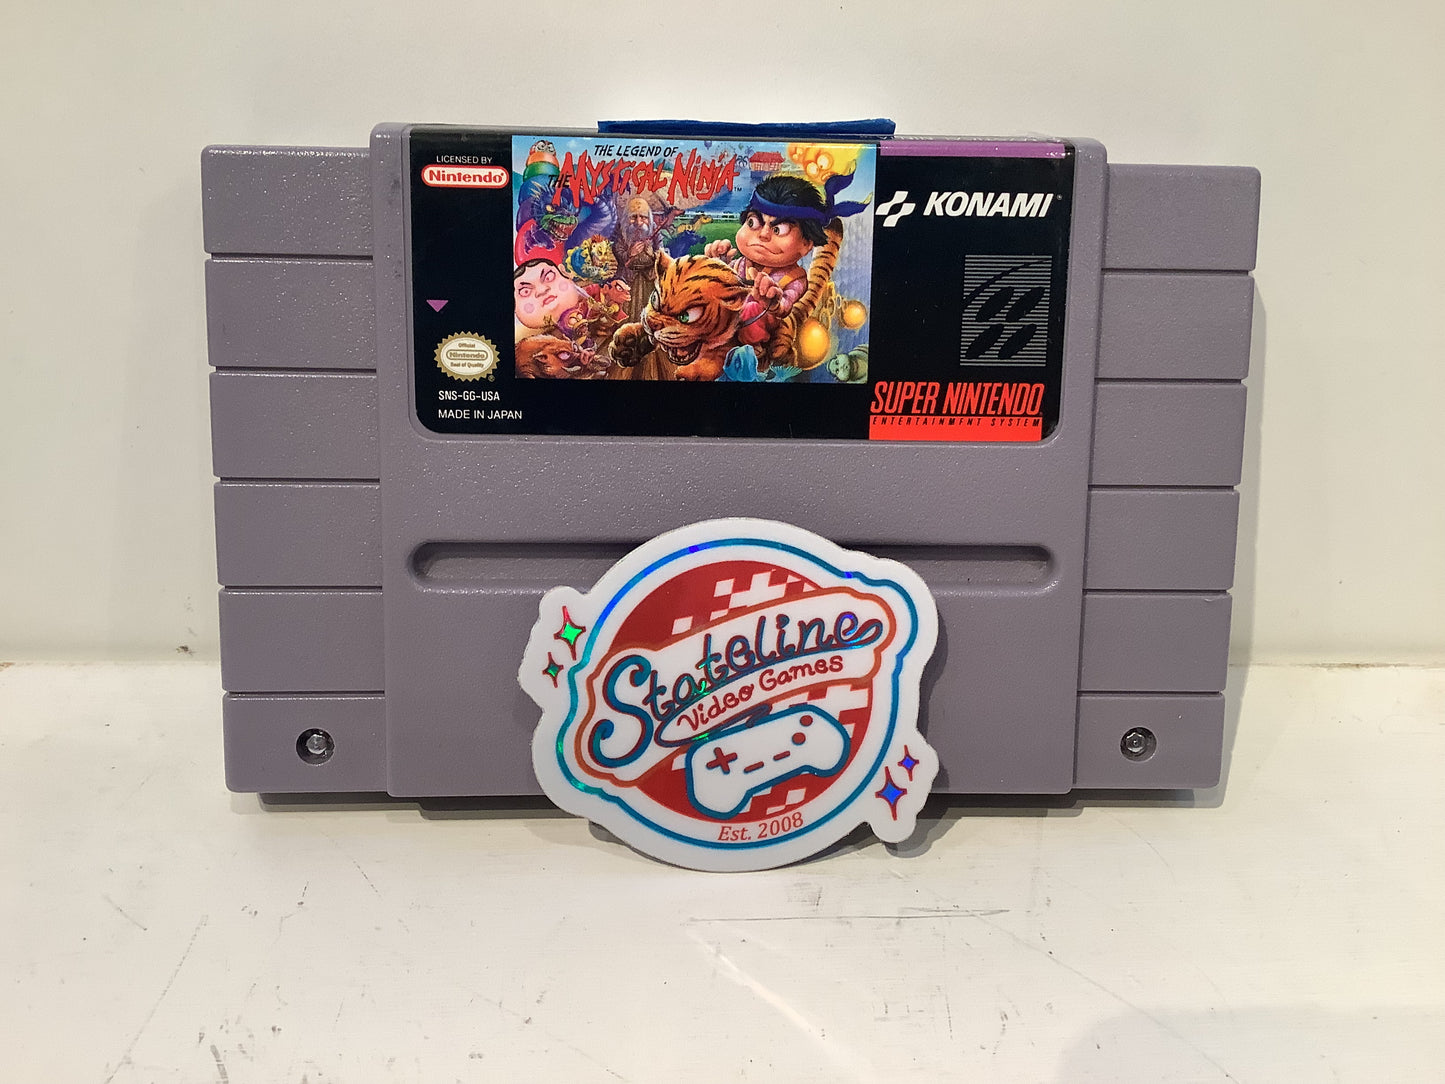 LICENSED BY
Nintendo
THE LEGEND OF
THE MYSTICAL NINJA™
KONAMI®
Official
Nintendo
Seal of Quality
SNS-GG-USA
MADE IN JAPAN
SUPER NINTENDO
ENTERTAINMENT SYSTEM
Stateline
Video Games
Est. 2008